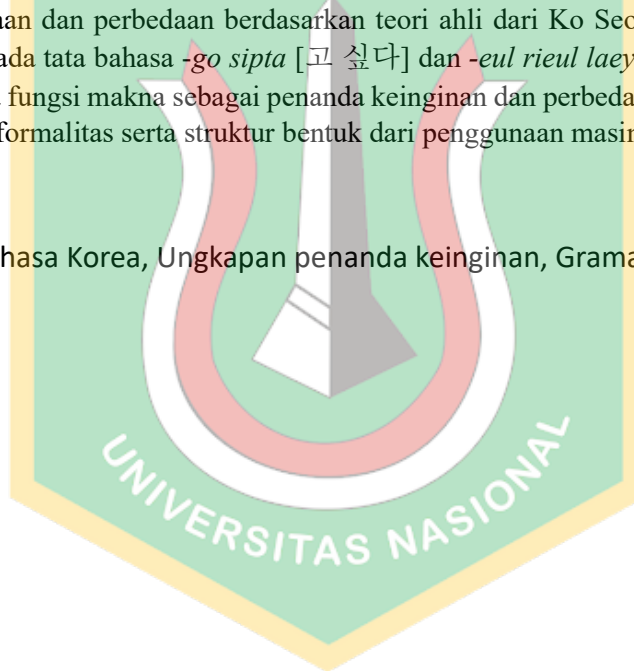 aan dan perbedaan berdasarkan teori ahli dari Ko Seo
ada tata bahasa -go sipta [고 싶다] dan -eul rieul laey
fungsi makna sebagai penanda keinginan dan perbeda
formalitas serta struktur bentuk dari penggunaan masin
hasa Korea, Ungkapan penanda keinginan, Grama
UNIVERSITAS NASIONAL